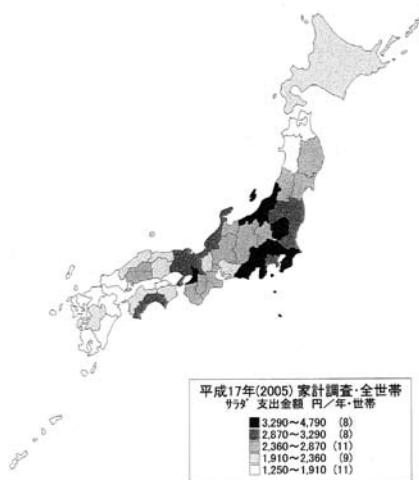 平成17年(2005) 家計調査・全世帯
サラダ 支出金額 円/年・世帯
3,290〜4,790 (8)
2,870〜3,290 (8)
2,360〜2,870 (11)
1,910〜2,360 (9)
1,250〜1,910 (11)